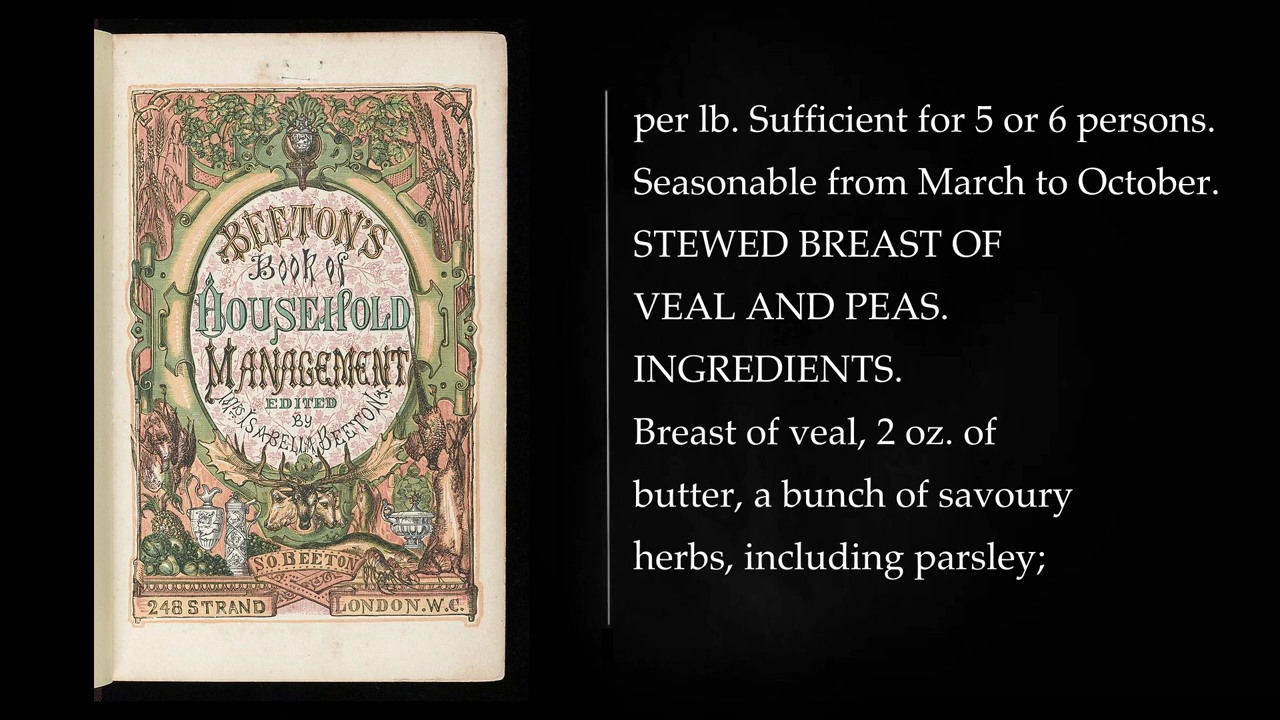 BEETON'S
Book of
HOUSEHOLD
MANAGEMENT
EDITED
By
MRS ISABELLA BEETON
S.O. BEETON
248 STRAND
LONDON. W.C.
per lb. Sufficient for 5 or 6 persons.
Seasonable from March to October.
STEWED BREAST OF
VEAL AND PEAS.
INGREDIENTS.
Breast of veal, 2 oz. of
butter, a bunch of savoury
herbs, including parsley;